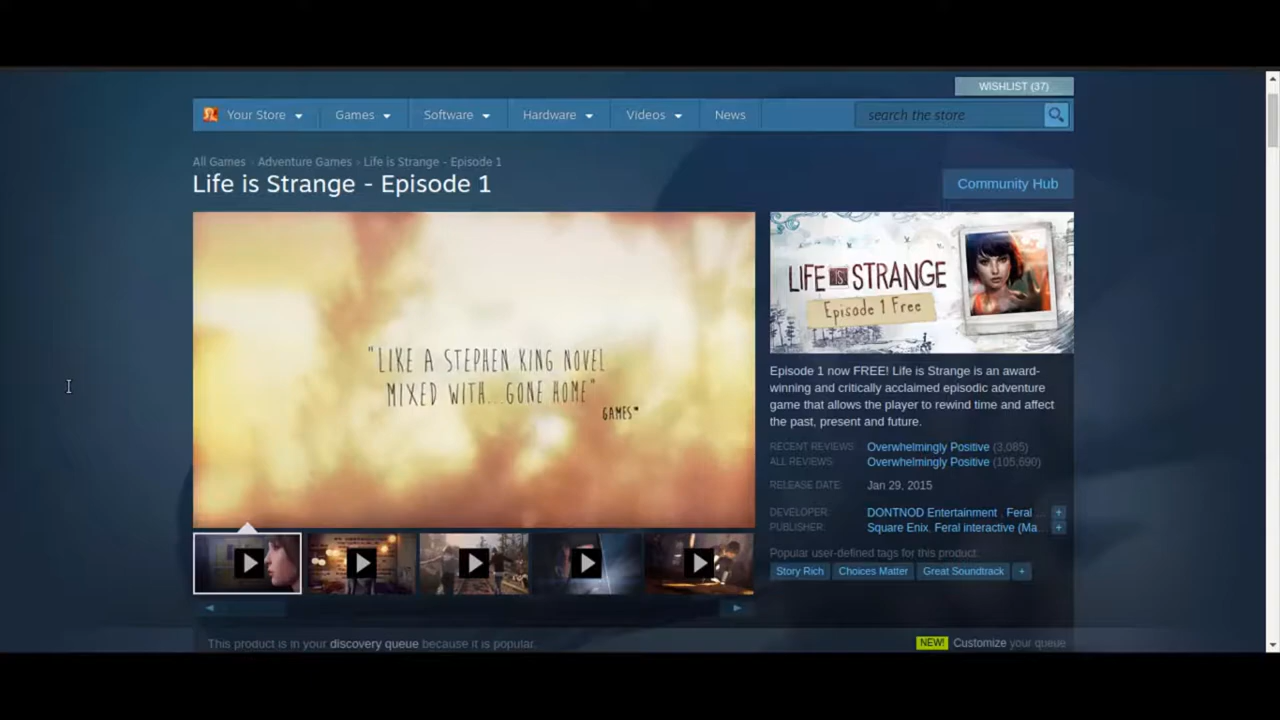 WISHLIST (37)
Your Store Games Software Hardware Videos News search the store
All Games > Adventure Games > Life is Strange - Episode 1
Life is Strange - Episode 1
Community Hub
"LIKE A STEPHEN KING NOVEL
MIXED WITH...GONE HOME"
GAMES™
LIFE IS STRANGE
Episode 1 Free
Episode 1 now FREE! Life is Strange is an award-
winning and critically acclaimed episodic adventure
game that allows the player to rewind time and affect
the past, present and future.
RECENT REVIEWS: Overwhelmingly Positive (3,085)
ALL REVIEWS: Overwhelmingly Positive (105,690)
RELEASE DATE: Jan 29, 2015
DEVELOPER: DONTNOD Entertainment , Feral ... +
PUBLISHER: Square Enix, Feral interactive (Ma... +
Popular user-defined tags for this product:
Story Rich Choices Matter Great Soundtrack +
This product is in your discovery queue because it is popular.
NEW! Customize your queue